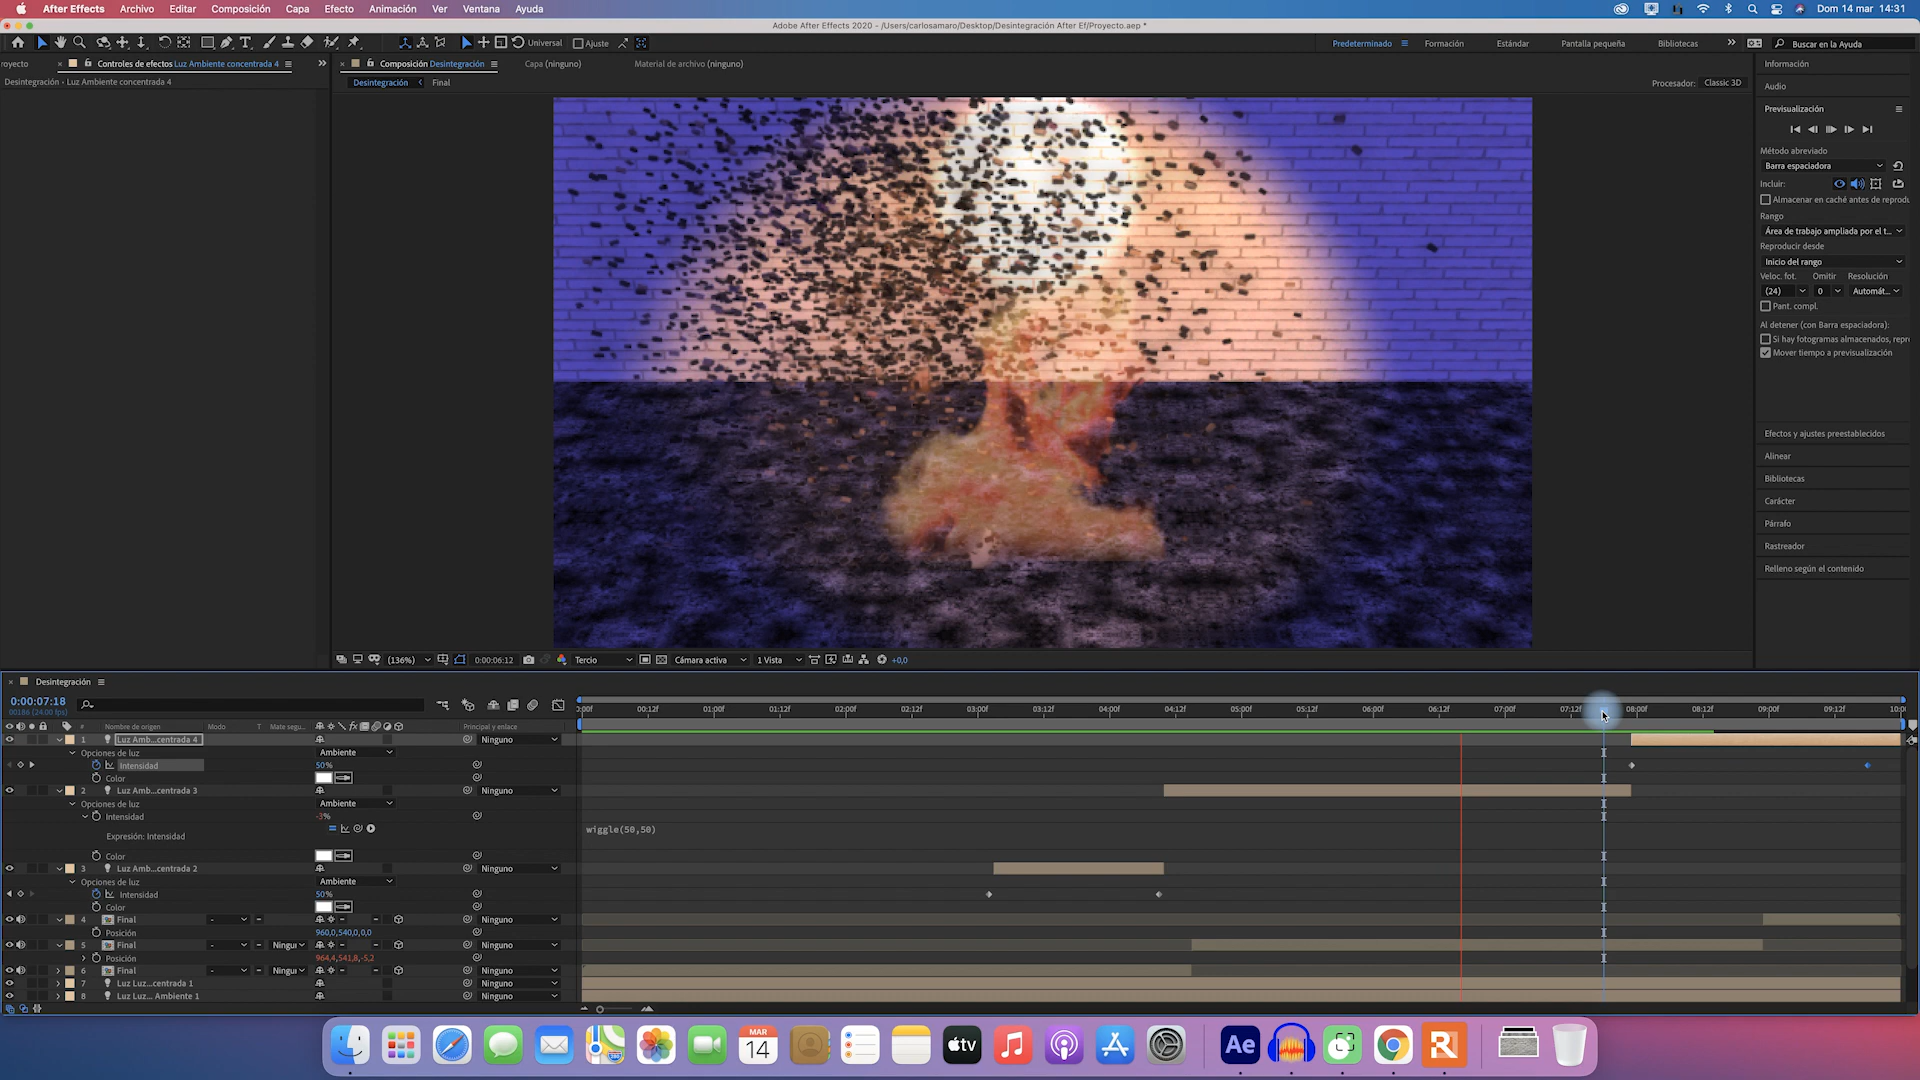 After Effects Archivo Editar Composición Capa Efecto Animación Ver Ventana Ayuda Dom 14 mar 14:31
Adobe After Effects 2020 - /Users/carlosamaro/Desktop/Desintegración After Ef/Proyecto.aep *
Universal Ajuste Predeterminado Formación Estándar Pantalla pequeña Bibliotecas Buscar en la Ayuda
royecto Controles de efectos Luz Ambiente concentrada 4 Composición Desintegración Capa (ninguno) Material de archivo (ninguno)
Desintegración • Luz Ambiente concentrada 4 Desintegración Final Procesador: Classic 3D
Información
Audio
Previsualización
Método abreviado
Barra espaciadora
Incluir:
Almacenar en caché antes de reprodu
Rango
Área de trabajo ampliada por el t...
Reproducir desde
Inicio del rango
Veloc. fot. Omitir Resolución
(24) 0 Automát...
Pant. compl.
Al detener (con Barra espaciadora):
Si hay fotogramas almacenados, repr
Mover tiempo a previsualización
Efectos y ajustes preestablecidos
Alinear
Bibliotecas
Carácter
Párrafo
Rastreador
Relleno según el contenido
(136%) 0:00:06:12 Tercio Cámara activa 1 Vista +0,0
Desintegración
0:00:07:18
00186 (24.00 fps)
:00f 00:12f 01:00f 01:12f 02:00f 02:12f 03:00f 03:12f 04:00f 04:12f 05:00f 05:12f 06:00f 06:12f 07:00f 07:12f 08:00f 08:12f 09:00f 09:12f 10:0
# Nombre de origen Modo T Mate segu... fx Principal y enlace
1 Luz Amb...centrada 4 Ninguno
Opciones de luz Ambiente
Intensidad 50%
Color
2 Luz Amb...centrada 3 Ninguno
Opciones de luz Ambiente
Intensidad -3%
Expresión: Intensidad wiggle(50,50)
Color
3 Luz Amb...centrada 2 Ninguno
Opciones de luz Ambiente
Intensidad 50%
Color
4 Final - Ninguno
Posición 960,0,540,0,0,0
5 Final - Ningu Ninguno
Posición 964,4,541,8,-5,2
6 Final - Ningu Ninguno
7 Luz Luz...centrada 1 Ninguno
8 Luz Luz... Ambiente 1 Ninguno
MAR
14
tv
Ae
R